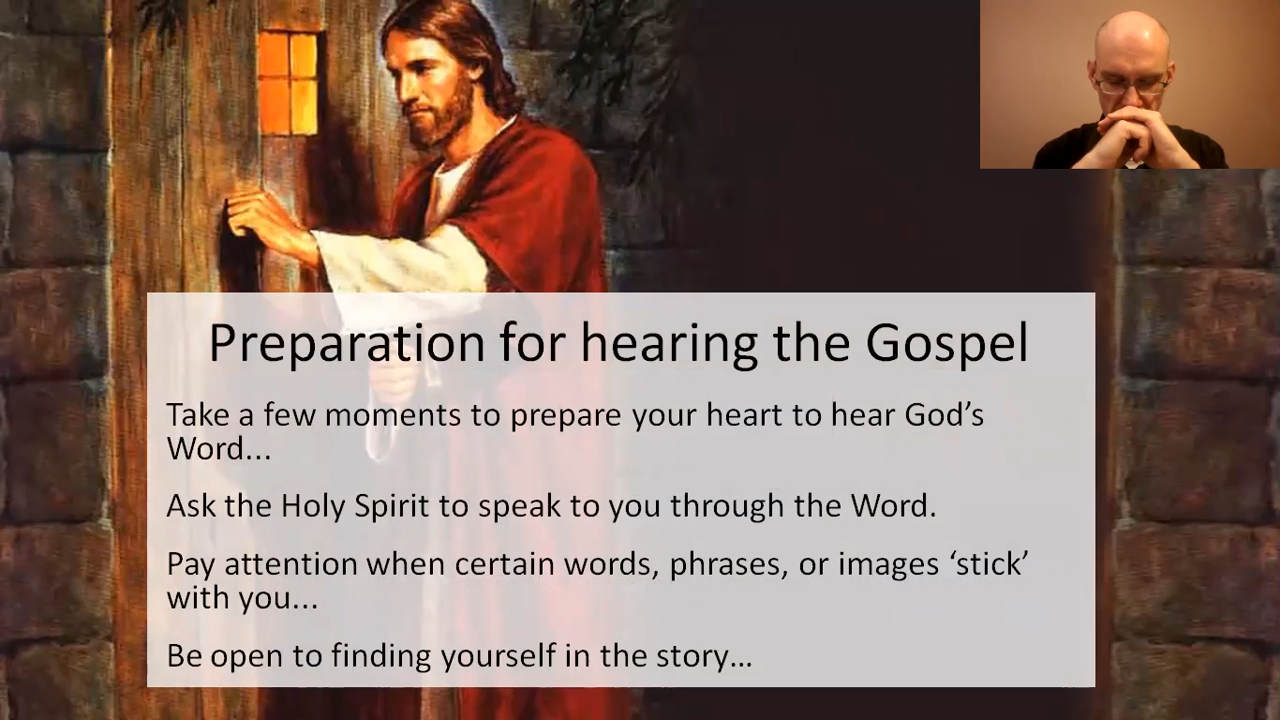 Preparation for hearing the Gospel
Take a few moments to prepare your heart to hear God’s
Word...
Ask the Holy Spirit to speak to you through the Word.
Pay attention when certain words, phrases, or images ‘stick’
with you...
Be open to finding yourself in the story…